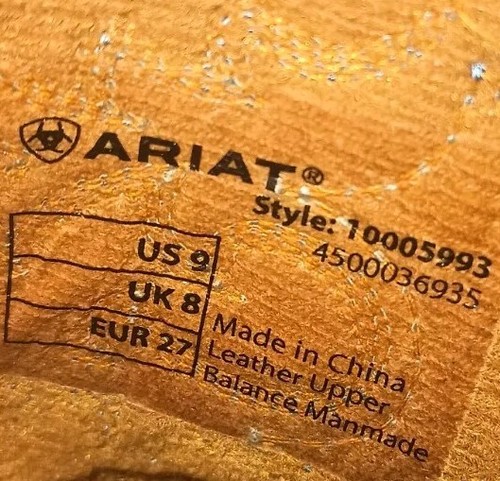 ARIAT®
Style: 10005993
4500036935
US 9
UK 8
EUR 27
Made in China
Leather Upper
Balance Manmade